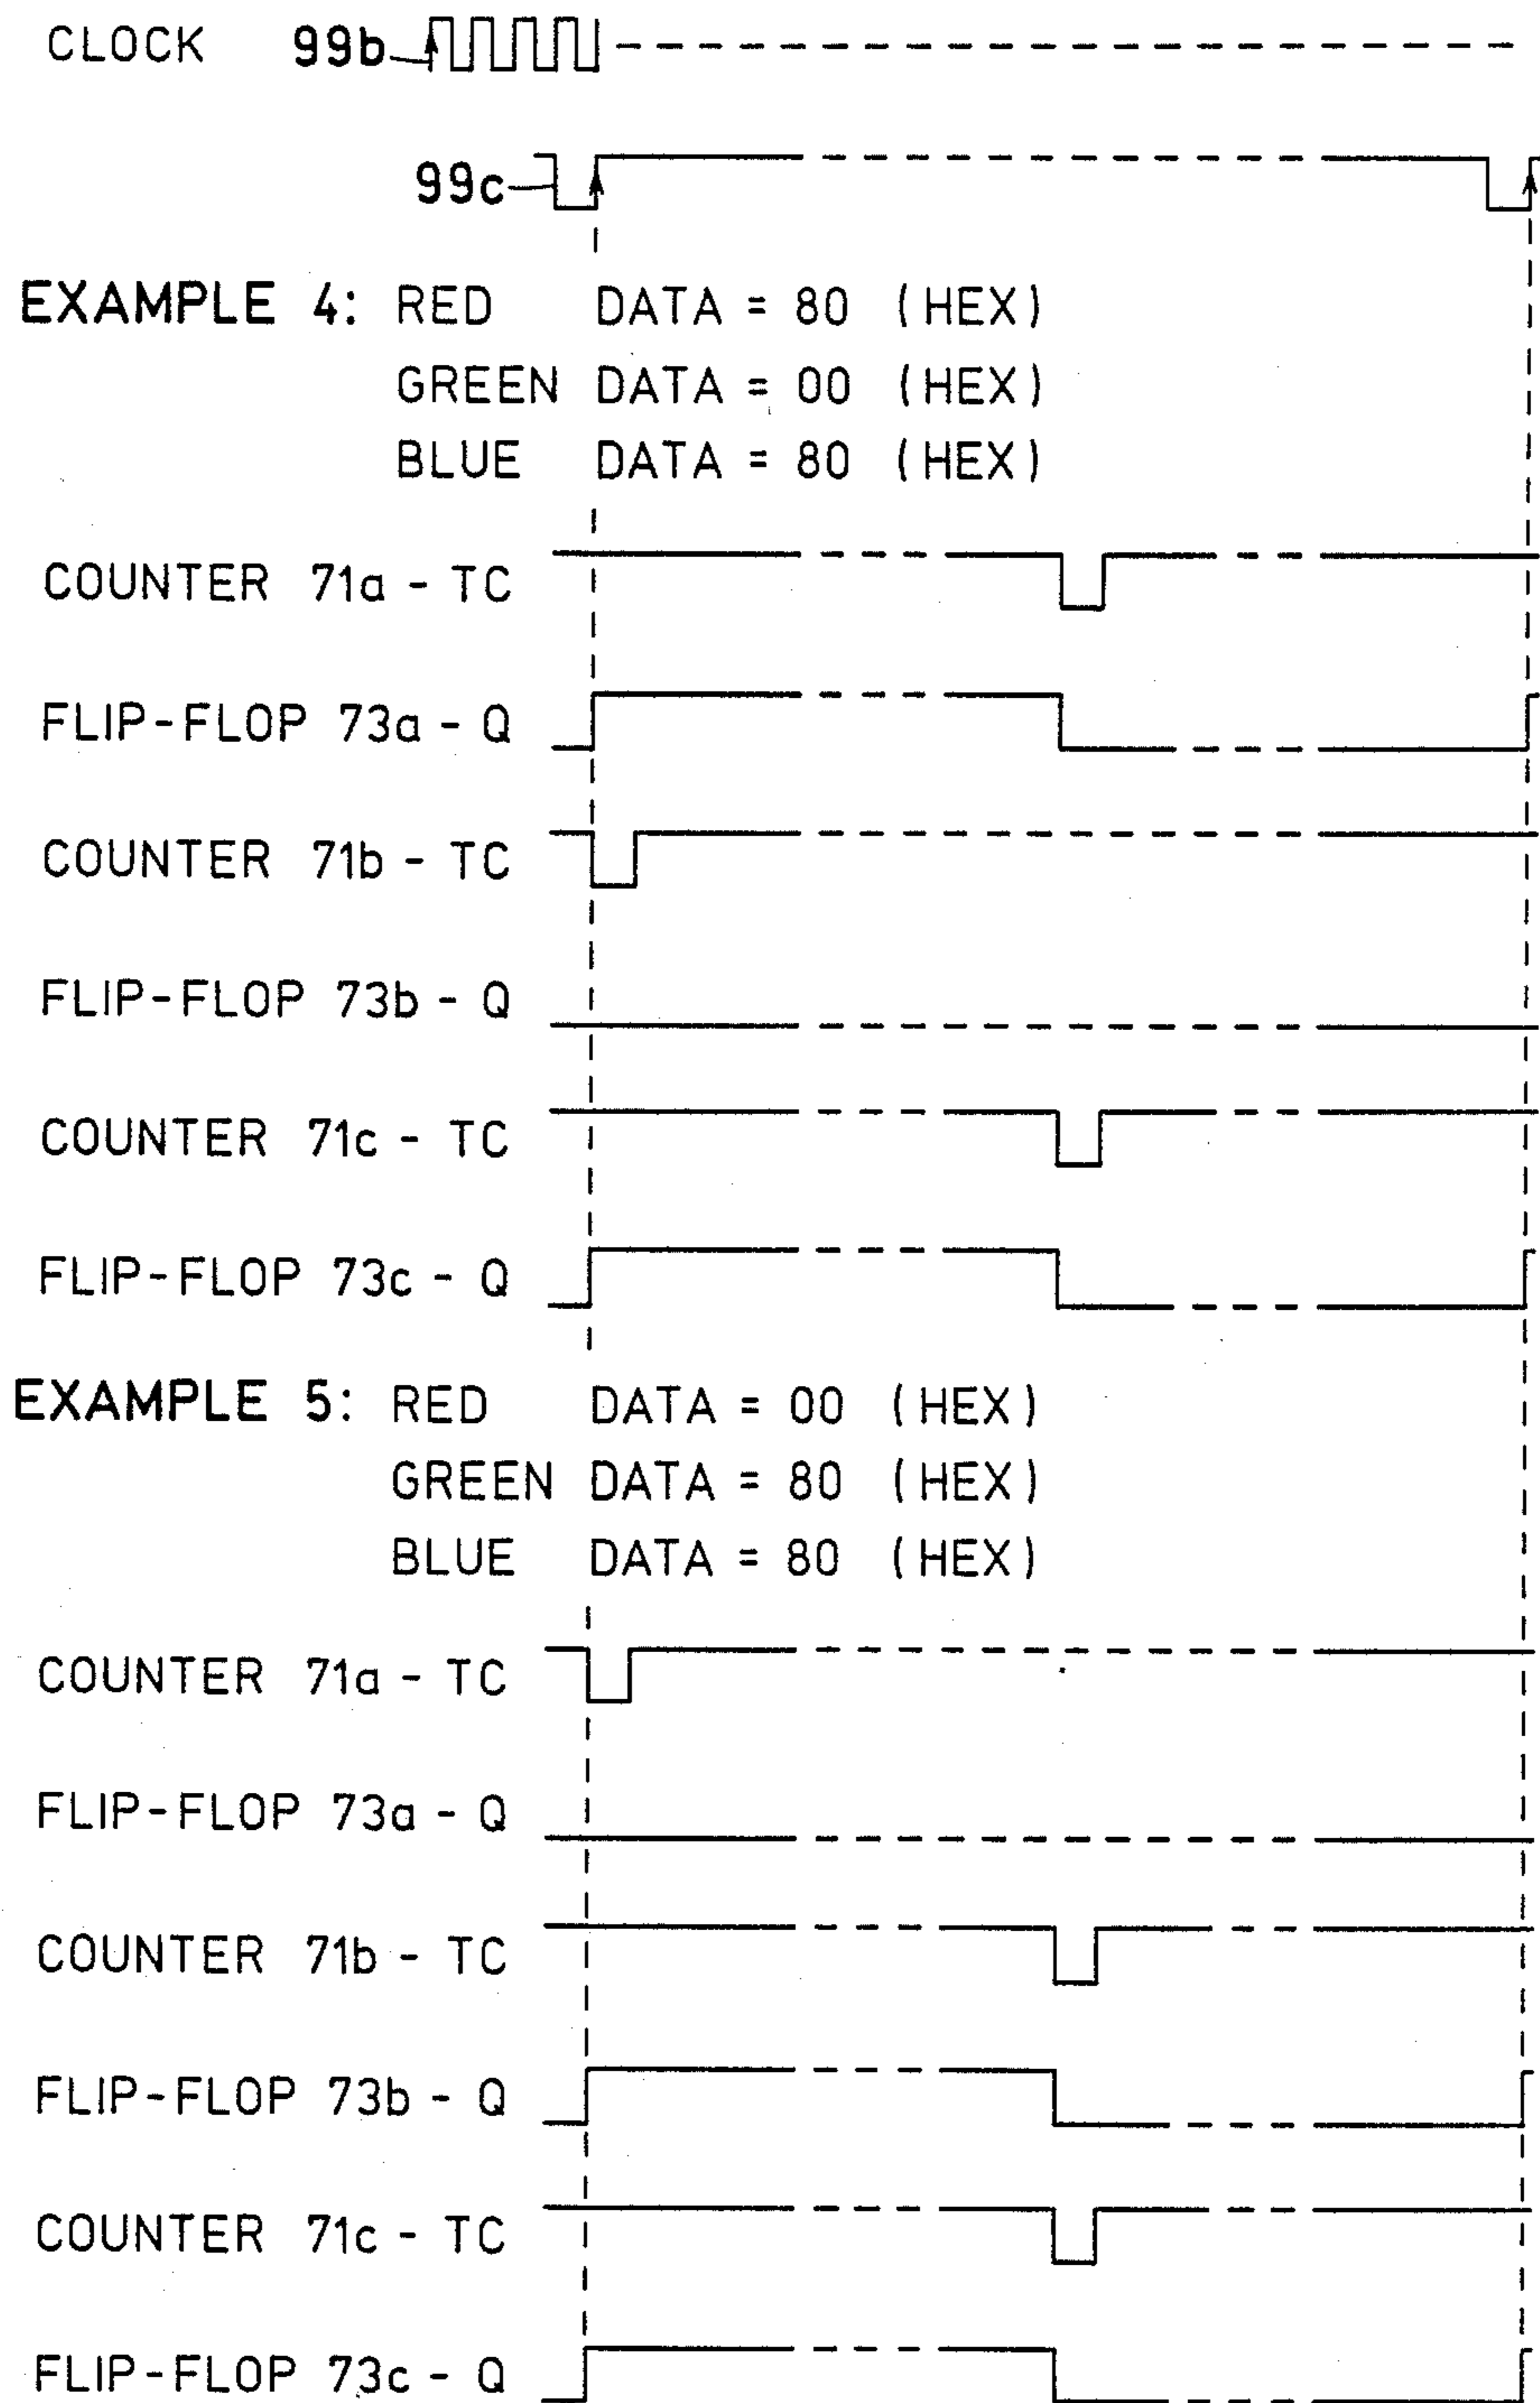 CLOCK 99b
99c
EXAMPLE 4: RED DATA = 80 (HEX)
GREEN DATA = 00 (HEX)
BLUE DATA = 80 (HEX)
COUNTER 71a - TC
FLIP-FLOP 73a - Q
COUNTER 71b - TC
FLIP-FLOP 73b - Q
COUNTER 71c - TC
FLIP-FLOP 73c - Q
EXAMPLE 5: RED DATA = 00 (HEX)
GREEN DATA = 80 (HEX)
BLUE DATA = 80 (HEX)
COUNTER 71a - TC
FLIP-FLOP 73a - Q
COUNTER 71b - TC
FLIP-FLOP 73b - Q
COUNTER 71c - TC
FLIP-FLOP 73c - Q